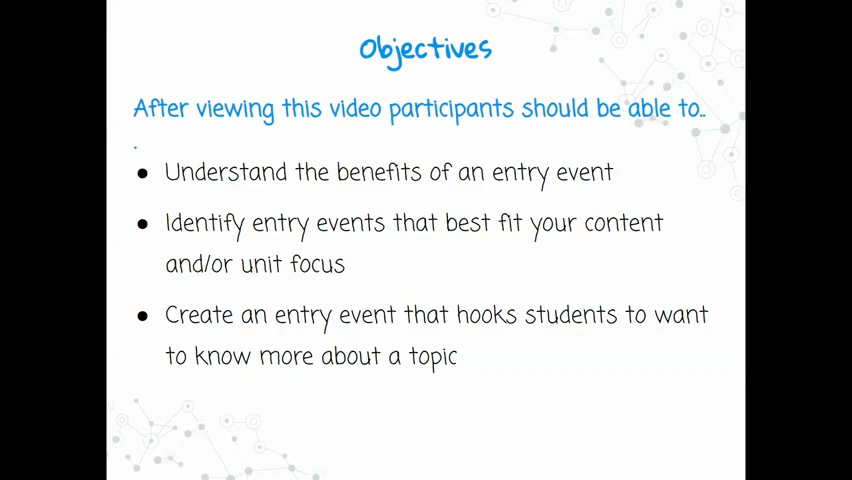 Objectives
After viewing this video participants should be able to..
.
● Understand the benefits of an entry event
● Identify entry events that best fit your content
and/or unit focus
● Create an entry event that hooks students to want
to know more about a topic